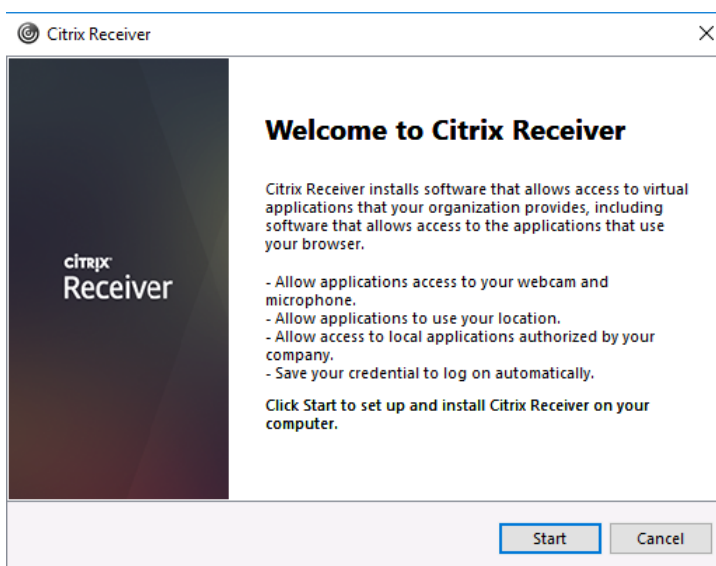 Citrix Receiver
Welcome to Citrix Receiver
Citrix Receiver installs software that allows access to virtual
applications that your organization provides, including
software that allows access to the applications that use
your browser.
CİTRIX
Receiver
- Allow applications access to your webcam and
microphone.
- Allow applications to use your location.
- Allow access to local applications authorized by your
company.
- Save your credential to log on automatically.
Click Start to set up and install Citrix Receiver on your
computer.
Start
Cancel